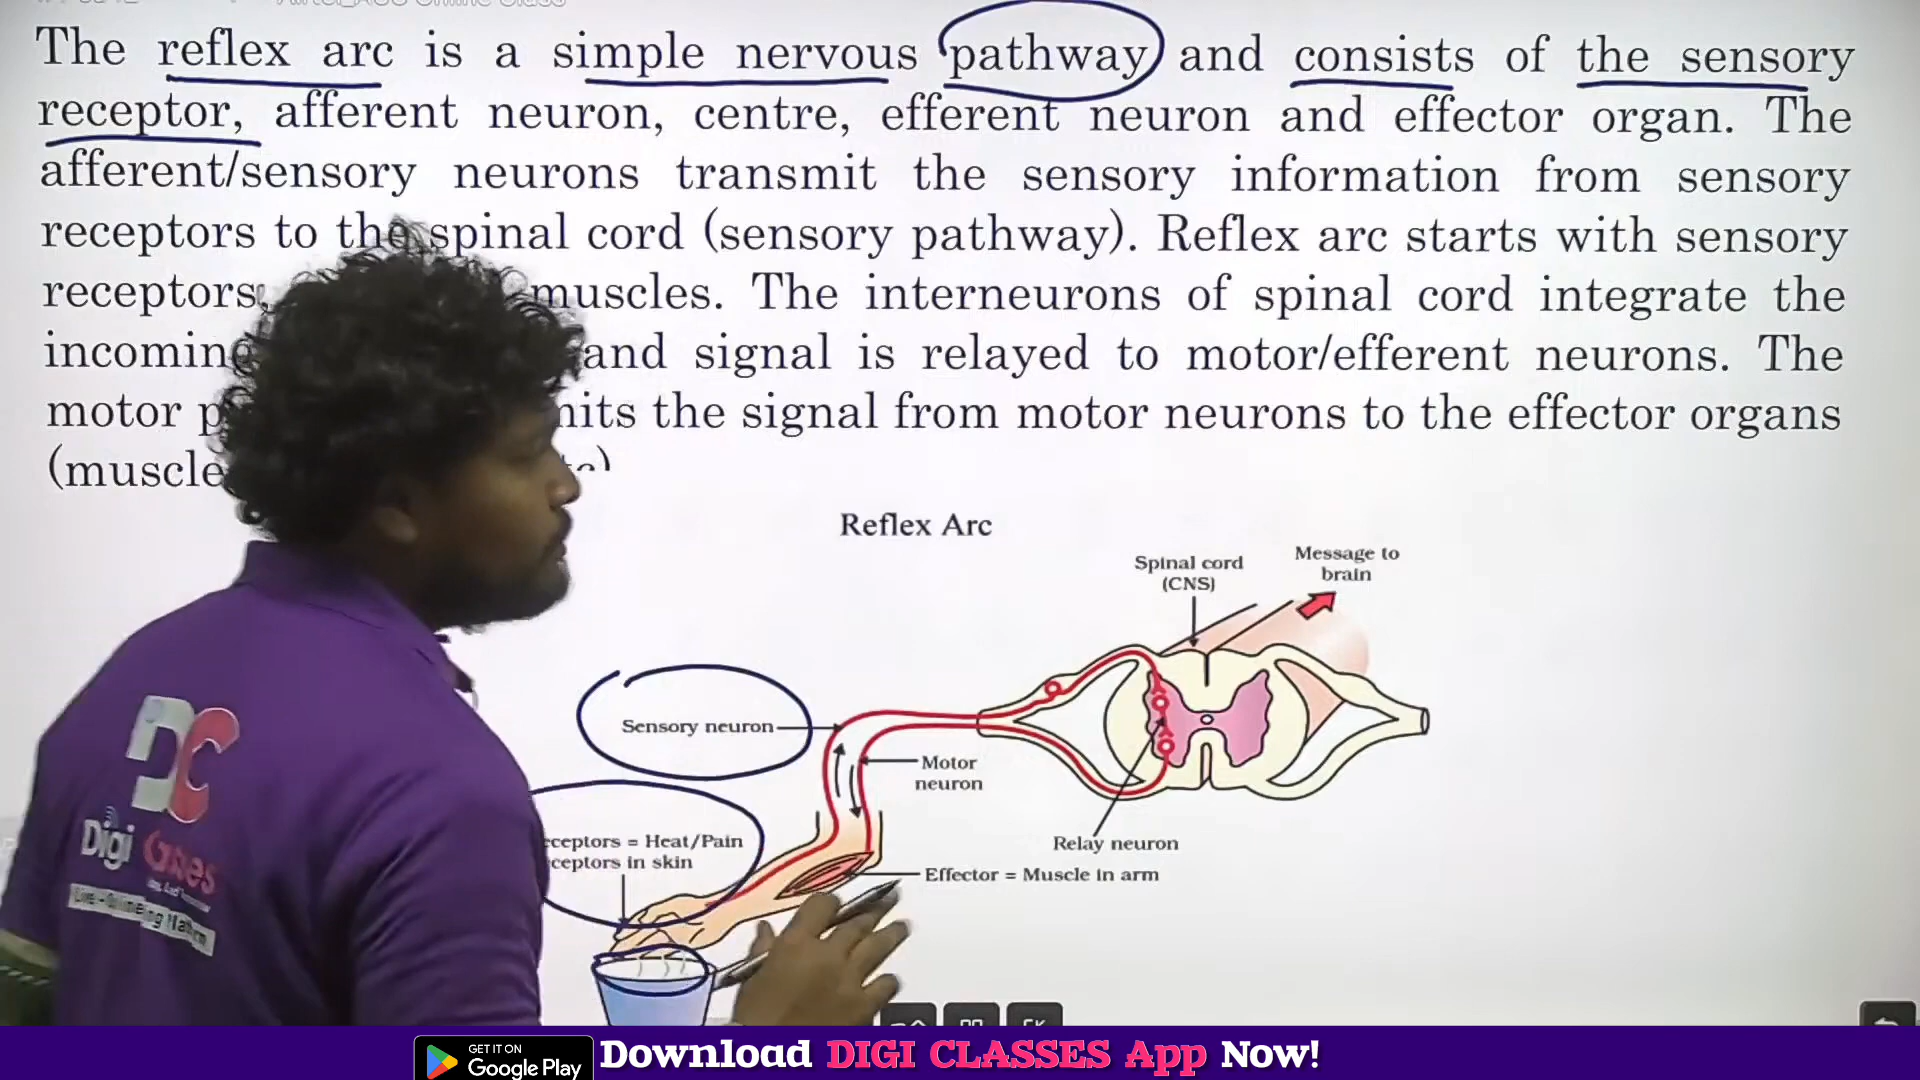 The reflex arc is a simple nervous pathway and consists of the sensory
receptor, afferent neuron, centre, efferent neuron and effector organ. The
afferent/sensory neurons transmit the sensory information from sensory
receptors to the spinal cord (sensory pathway). Reflex arc starts with sensory
receptors, muscles. The interneurons of spinal cord integrate the
and signal is relayed to motor/efferent neurons. The
motor the signal from motor neurons to the effector organs
Reflex Arc
Spinal cord
(CNS)
Message to
brain
Sensory neuron
Motor
neuron
= Heat/Pain
in skin
Relay neuron
Effector = Muscle in arm
DC
Digi
GET IT ON
Google Play
Download DIGI CLASSES App Now!